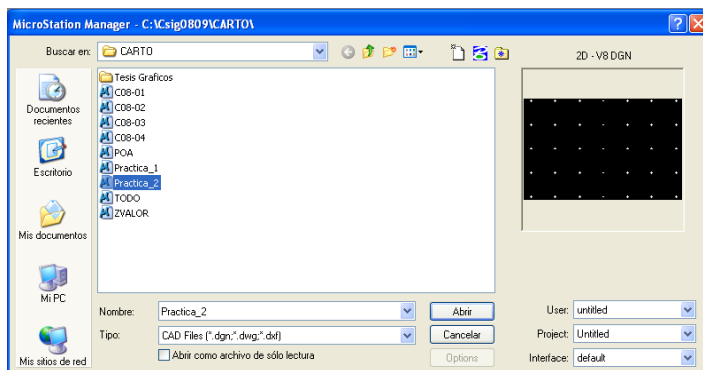 MicroStation Manager - C:\Csig0809\CARTO\
Buscar en: CARTO
2D - V8 DGN
Documentos
recientes
Escritorio
Mis documentos
Mi PC
Mis sitios de red
Tesis Graficos
C08-01
C08-02
C08-03
C08-04
POA
Practica_1
Practica_2
TODO
ZVALOR
Nombre: Practica_2 Abrir
Tipo: CAD Files (*.dgn;*.dwg;*.dxf) Cancelar
Abrir como archivo de sólo lectura Options
User: untitled
Project: Untitled
Interface: default